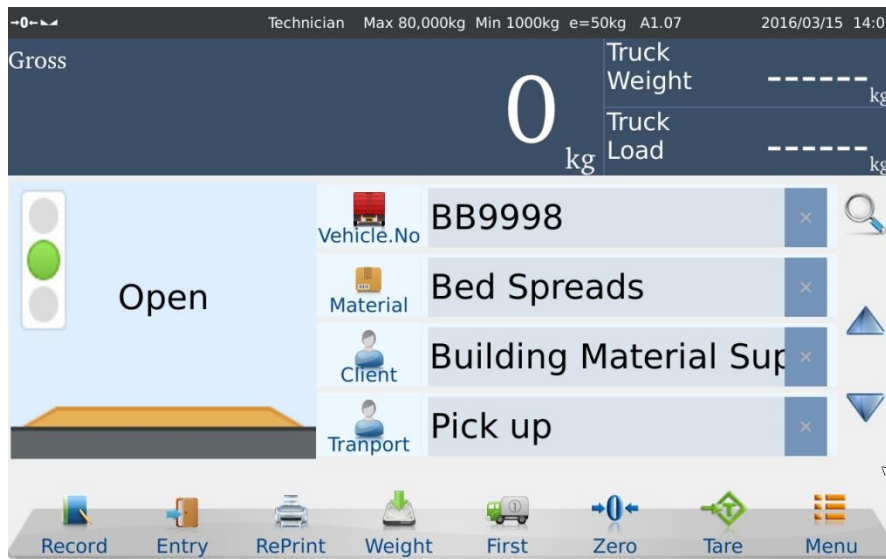 →0← Technician Max 80,000kg Min 1000kg e=50kg A1.07 2016/03/15 14:0
Gross
0 kg
Truck Weight ------ kg
Truck Load ------ kg
Open
Vehicle.No BB9998 ×
Material Bed Spreads ×
Client Building Material Sup ×
Tranport Pick up ×
Record Entry RePrint Weight First Zero Tare Menu